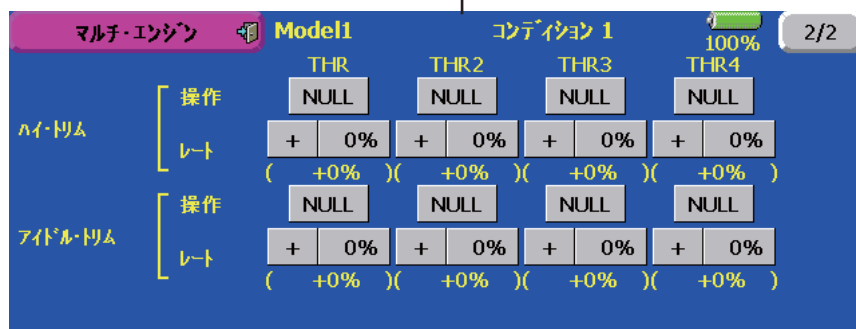 マルチ・エンジン Model1 コンディション 1 100% 2/2
THR THR2 THR3 THR4
操作 NULL NULL NULL NULL
ハイ・トリム
レート + 0% + 0% + 0% + 0%
( +0% )( +0% )( +0% )( +0% )
操作 NULL NULL NULL NULL
アイドル・トリム
レート + 0% + 0% + 0% + 0%
( +0% )( +0% )( +0% )( +0% )